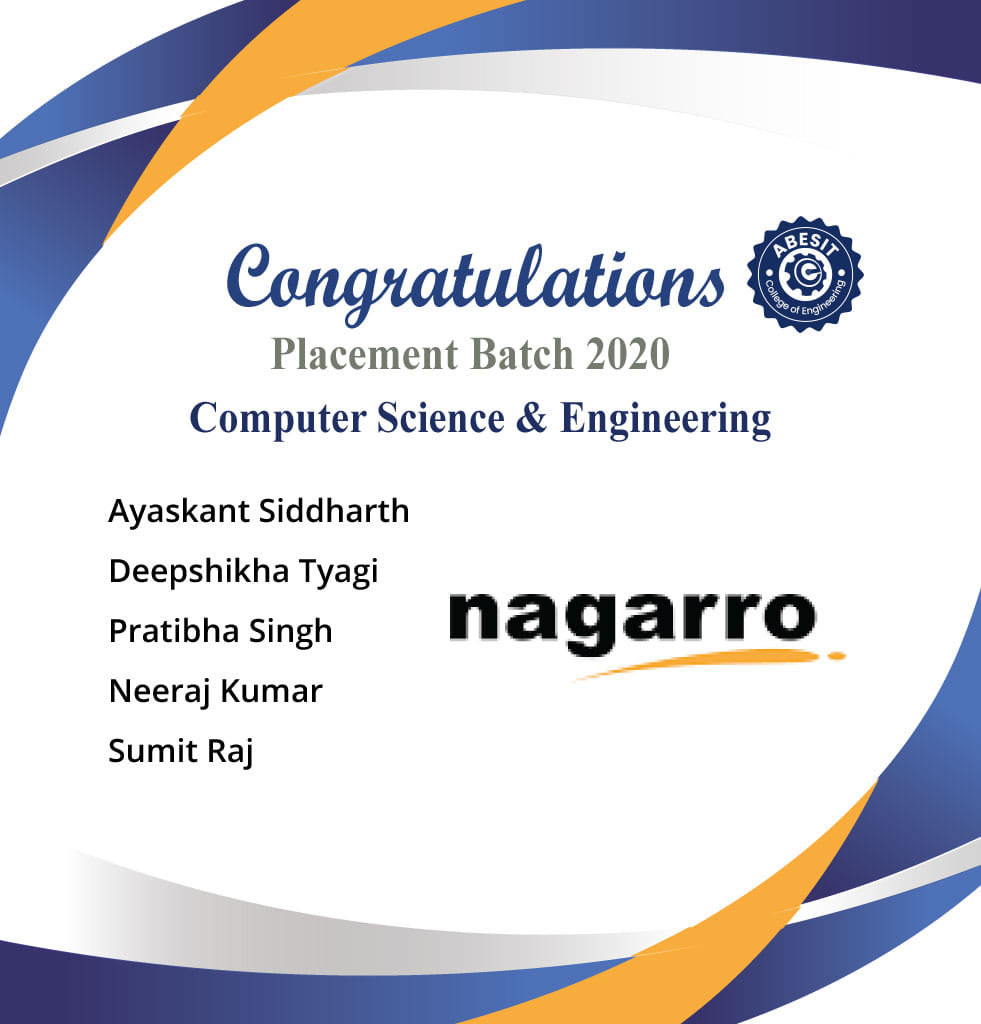 Congratulations
ABESIT
College of Engineering
Placement Batch 2020
Computer Science & Engineering
Ayaskant Siddharth
Deepshikha Tyagi
Pratibha Singh
Neeraj Kumar
Sumit Raj
nagarro